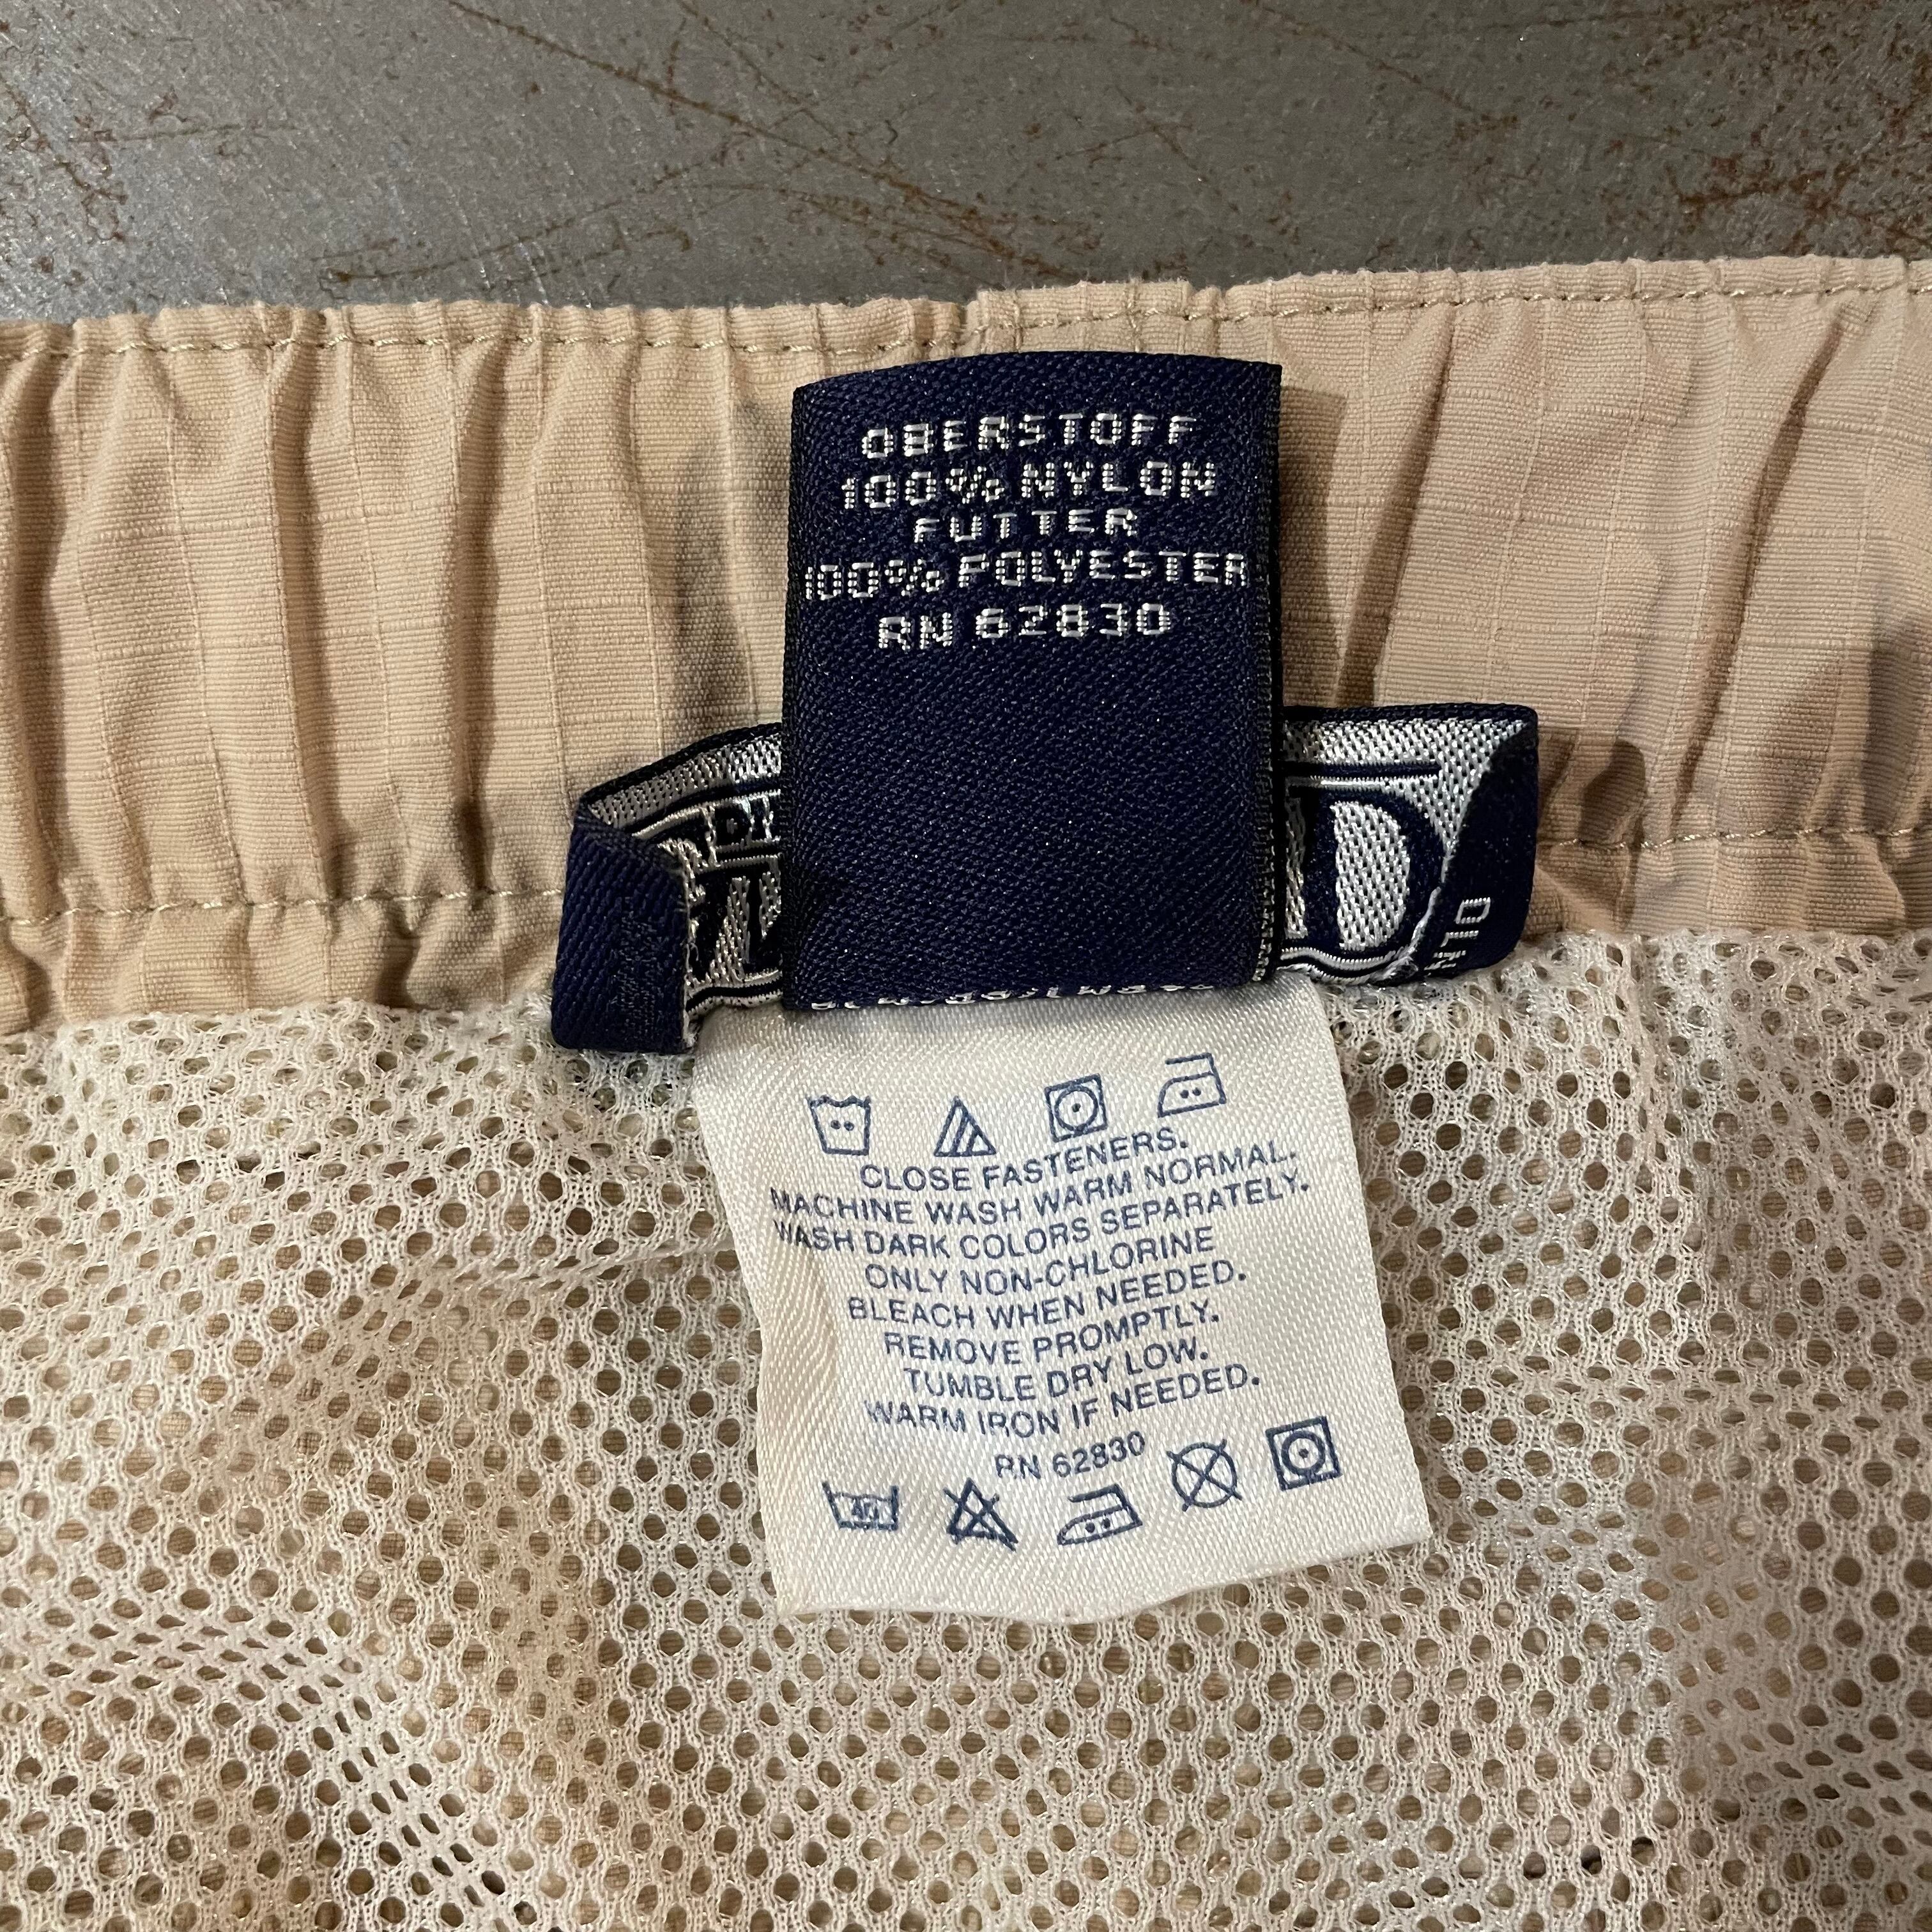 OBERSTOFF
100% NYLON
FUTTER
100% POLYESTER
RN 62830
CLOSE FASTENERS.
MACHINE WASH WARM NORMAL.
WASH DARK COLORS SEPARATELY.
ONLY NON-CHLORINE
BLEACH WHEN NEEDED.
REMOVE PROMPTLY.
TUMBLE DRY LOW.
WARM IRON IF NEEDED.
RN 62830
40